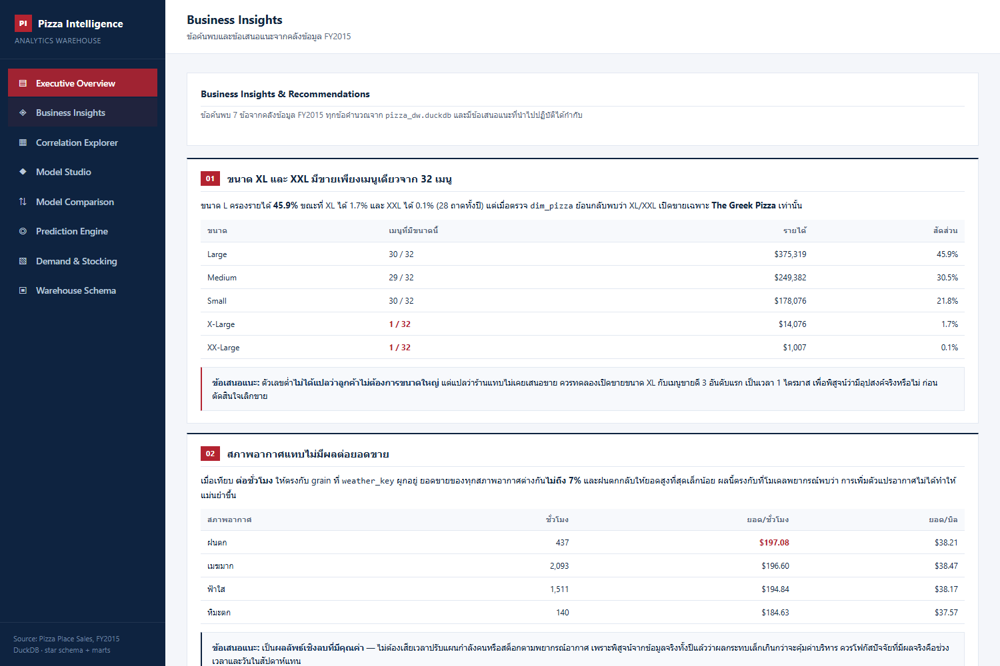 PI Pizza Intelligence
ANALYTICS WAREHOUSE
Executive Overview
Business Insights
Correlation Explorer
Model Studio
Model Comparison
Prediction Engine
Demand & Stocking
Warehouse Schema
Source: Pizza Place Sales, FY2015
DuckDB · star schema + marts
Business Insights
ข้อค้นพบและข้อเสนอแนะจากคลังข้อมูล FY2015
Business Insights & Recommendations
ข้อค้นพบ 7 ข้อจากคลังข้อมูล FY2015 ทุกข้อคำนวณจาก pizza_dw.duckdb และมีข้อเสนอแนะที่นำไปปฏิบัติได้กำกับ
01 ขนาด XL และ XXL มีขายเพียงเมนูเดียวจาก 32 เมนู
ขนาด L ครองรายได้ 45.9% ขณะที่ XL ได้ 1.7% และ XXL ได้ 0.1% (28 ถาดทั้งปี) แต่เมื่อตรวจ dim_pizza ย้อนกลับพบว่า XL/XXL เปิดขายเฉพาะ The Greek Pizza เท่านั้น
ขนาด เมนูที่มีขนาดนี้ รายได้ สัดส่วน
Large 30 / 32 $375,319 45.9%
Medium 29 / 32 $249,382 30.5%
Small 30 / 32 $178,076 21.8%
X-Large 1 / 32 $14,076 1.7%
XX-Large 1 / 32 $1,007 0.1%
ข้อเสนอแนะ: ตัวเลขต่ำไม่ได้แปลว่าลูกค้าไม่ต้องการขนาดใหญ่ แต่แปลว่าร้านแทบไม่เคยเสนอขาย ควรทดลองเปิดขายขนาด XL กับเมนูขายดี 3 อันดับแรก เป็นเวลา 1 ไตรมาส เพื่อพิสูจน์ว่ามีอุปสงค์จริงหรือไม่ ก่อน
ตัดสินใจเลิกขาย
02 สภาพอากาศแทบไม่มีผลต่อยอดขาย
เมื่อเทียบ ต่อชั่วโมง ให้ตรงกับ grain ที่ weather_key ผูกอยู่ ยอดขายของทุกสภาพอากาศต่างกันไม่ถึง 7% และฝนตกกลับให้ยอดสูงที่สุดเล็กน้อย ผลนี้ตรงกับที่โมเดลพยากรณ์พบว่า การเพิ่มตัวแปรอากาศไม่ได้ทำให้
แม่นยำขึ้น
สภาพอากาศ ชั่วโมง ยอด/ชั่วโมง ยอด/บิล
ฝนตก 437 $197.08 $38.21
เมฆมาก 2,093 $196.60 $38.47
ฟ้าใส 1,511 $194.84 $38.17
หิมะตก 140 $184.63 $37.57
ข้อเสนอแนะ: เป็นผลลัพธ์เชิงลบที่มีคุณค่า — ไม่ต้องเสียเวลาปรับแผนกำลังคนหรือสต็อกตามพยากรณ์อากาศ เพราะพิสูจน์จากข้อมูลจริงทั้งปีแล้วว่าผลกระทบเล็กเกินกว่าจะคุ้มค่าบริหาร ควรโฟกัสปัจจัยที่มีผลจริงคือช่วง
เวลาและวันในสัปดาห์แทน